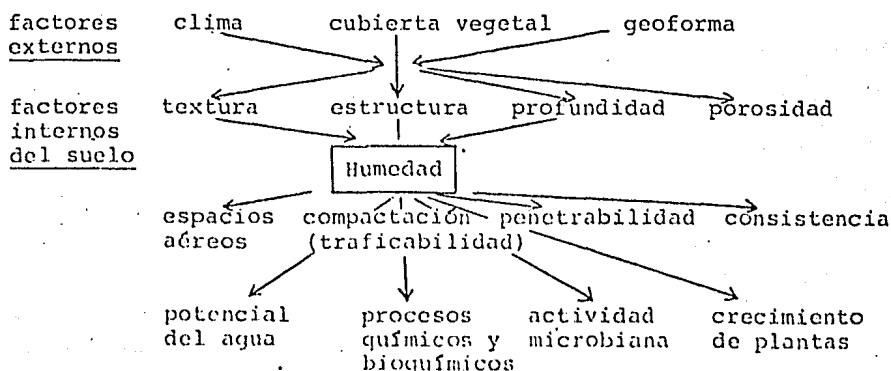 factores clima cubierta vegetal geoforma
externos
factores textura estructura profundidad porosidad
internos
del suelo
Humedad
espacios compactación penetrabilidad consistencia
aéreos (traficabilidad)
potencial procesos actividad crecimiento
del agua químicos y microbiana de plantas
bioquímicos